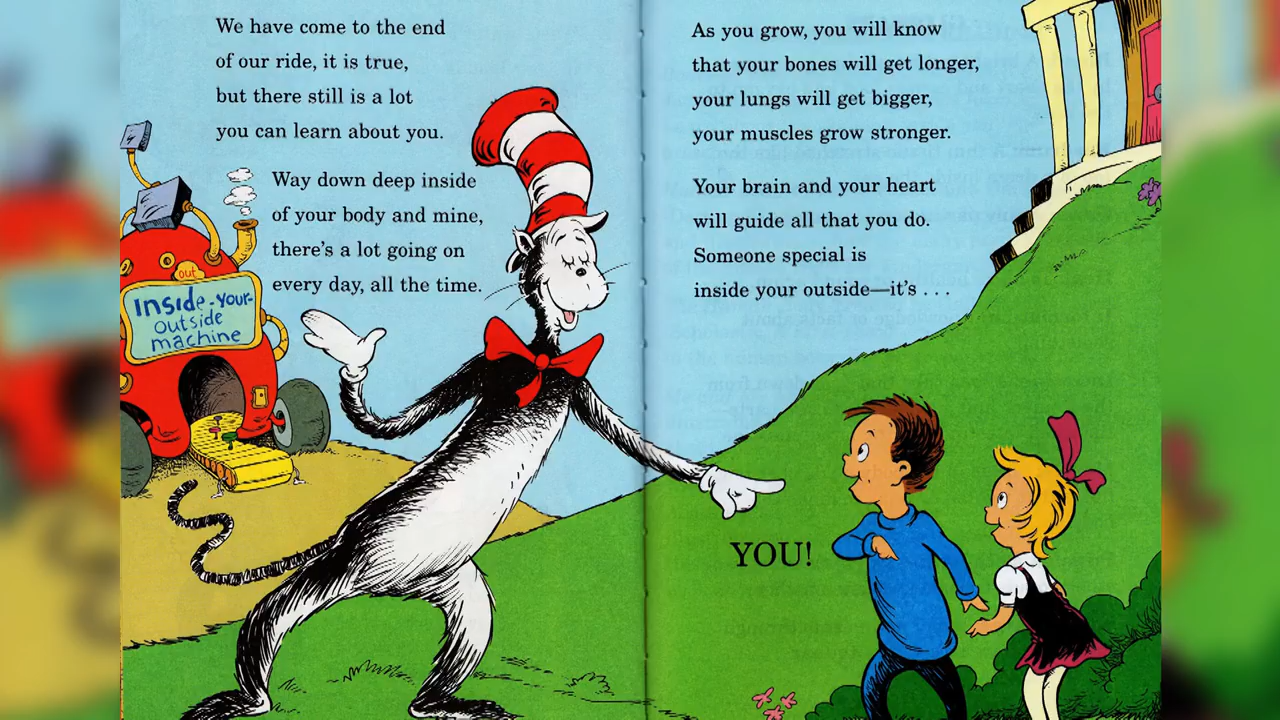 We have come to the end
of our ride, it is true,
but there still is a lot
you can learn about you.
Way down deep inside
of your body and mine,
there's a lot going on
every day, all the time.
out
Inside-your-
outside
machine
As you grow, you will know
that your bones will get longer,
your lungs will get bigger,
your muscles grow stronger.
Your brain and your heart
will guide all that you do.
Someone special is
inside your outside—it's . . .
YOU!